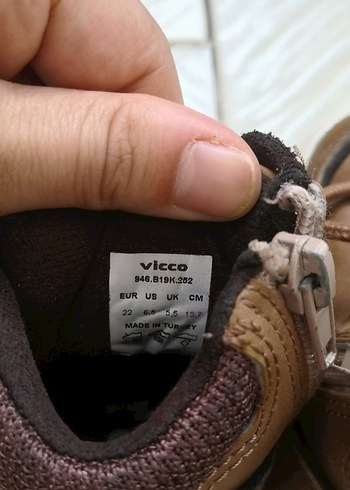 vicco
946.B19K.252
EUR US UK CM
22 6,5 5,5 13,7
MADE IN TURKEY